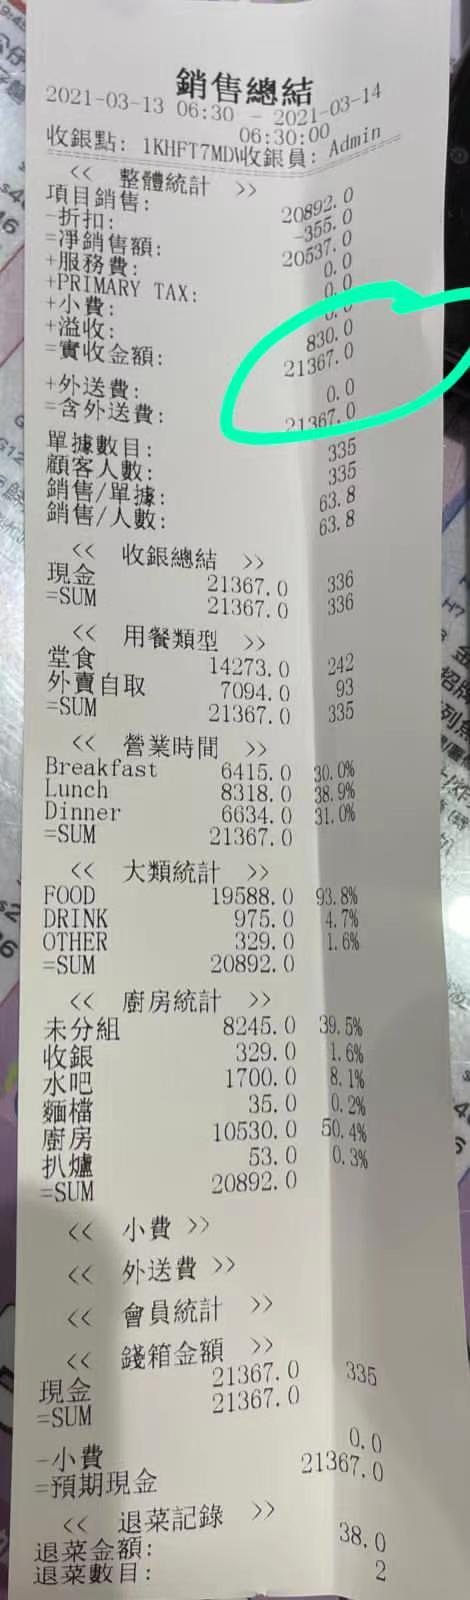 銷售總結
2021-03-13 06:30 - 2021-03-14
06:30:00
收銀點: 1KHFT7MDW收銀員: Admin
<< 整體統計 >>
項目銷售: 20892.0
-折扣: -355.0
=凈銷售額: 20537.0
+服務費: 0.0
+PRIMARY TAX: 0.0
+小費: 0.0
+溢收: 830.0
=實收金額: 21367.0
+外送費: 0.0
=含外送費: 21367.0
單據數目: 335
顧客人數: 335
銷售/單據: 63.8
銷售/人數: 63.8
<< 收銀總結 >>
現金 21367.0 336
=SUM 21367.0 336
<< 用餐類型 >>
堂食 14273.0 242
外賣自取 7094.0 93
=SUM 21367.0 335
<< 營業時間 >>
Breakfast 6415.0 30.0%
Lunch 8318.0 38.9%
Dinner 6634.0 31.0%
=SUM 21367.0
<< 大類統計 >>
FOOD 19588.0 93.8%
DRINK 975.0 4.7%
OTHER 329.0 1.6%
=SUM 20892.0
<< 廚房統計 >>
未分組 8245.0 39.5%
收銀 329.0 1.6%
水吧 1700.0 8.1%
麵檔 35.0 0.2%
廚房 10530.0 50.4%
扒爐 53.0 0.3%
=SUM 20892.0
<< 小費 >>
<< 外送費 >>
<< 會員統計 >>
<< 錢箱金額 >>
現金 21367.0 335
=SUM 21367.0
-小費 0.0
=預期現金 21367.0
<< 退菜記錄 >>
退菜金額: 38.0
退菜數目: 2